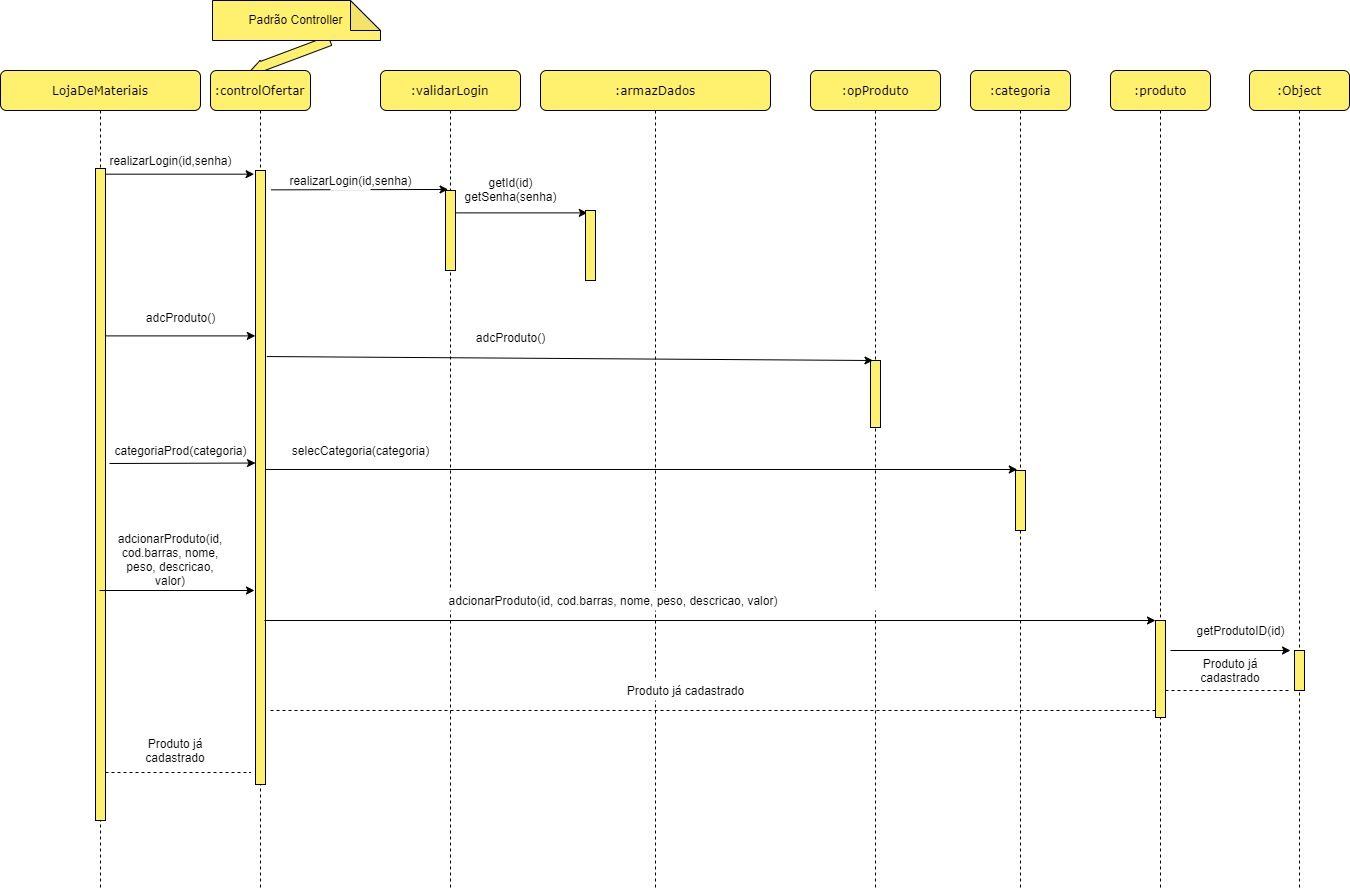 Padrão Controller
LojaDeMateriais
:controlOfertar
:validarLogin
:armazDados
:opProduto
:categoria
:produto
:Object
realizarLogin(id,senha)
realizarLogin(id,senha)
getId(id)
getSenha(senha)
adcProduto()
adcProduto()
categoriaProd(categoria)
selecCategoria(categoria)
adcionarProduto(id,
cod.barras, nome,
peso, descricao,
valor)
adcionarProduto(id, cod.barras, nome, peso, descricao, valor)
getProdutoID(id)
Produto já
cadastrado
Produto já cadastrado
Produto já
cadastrado